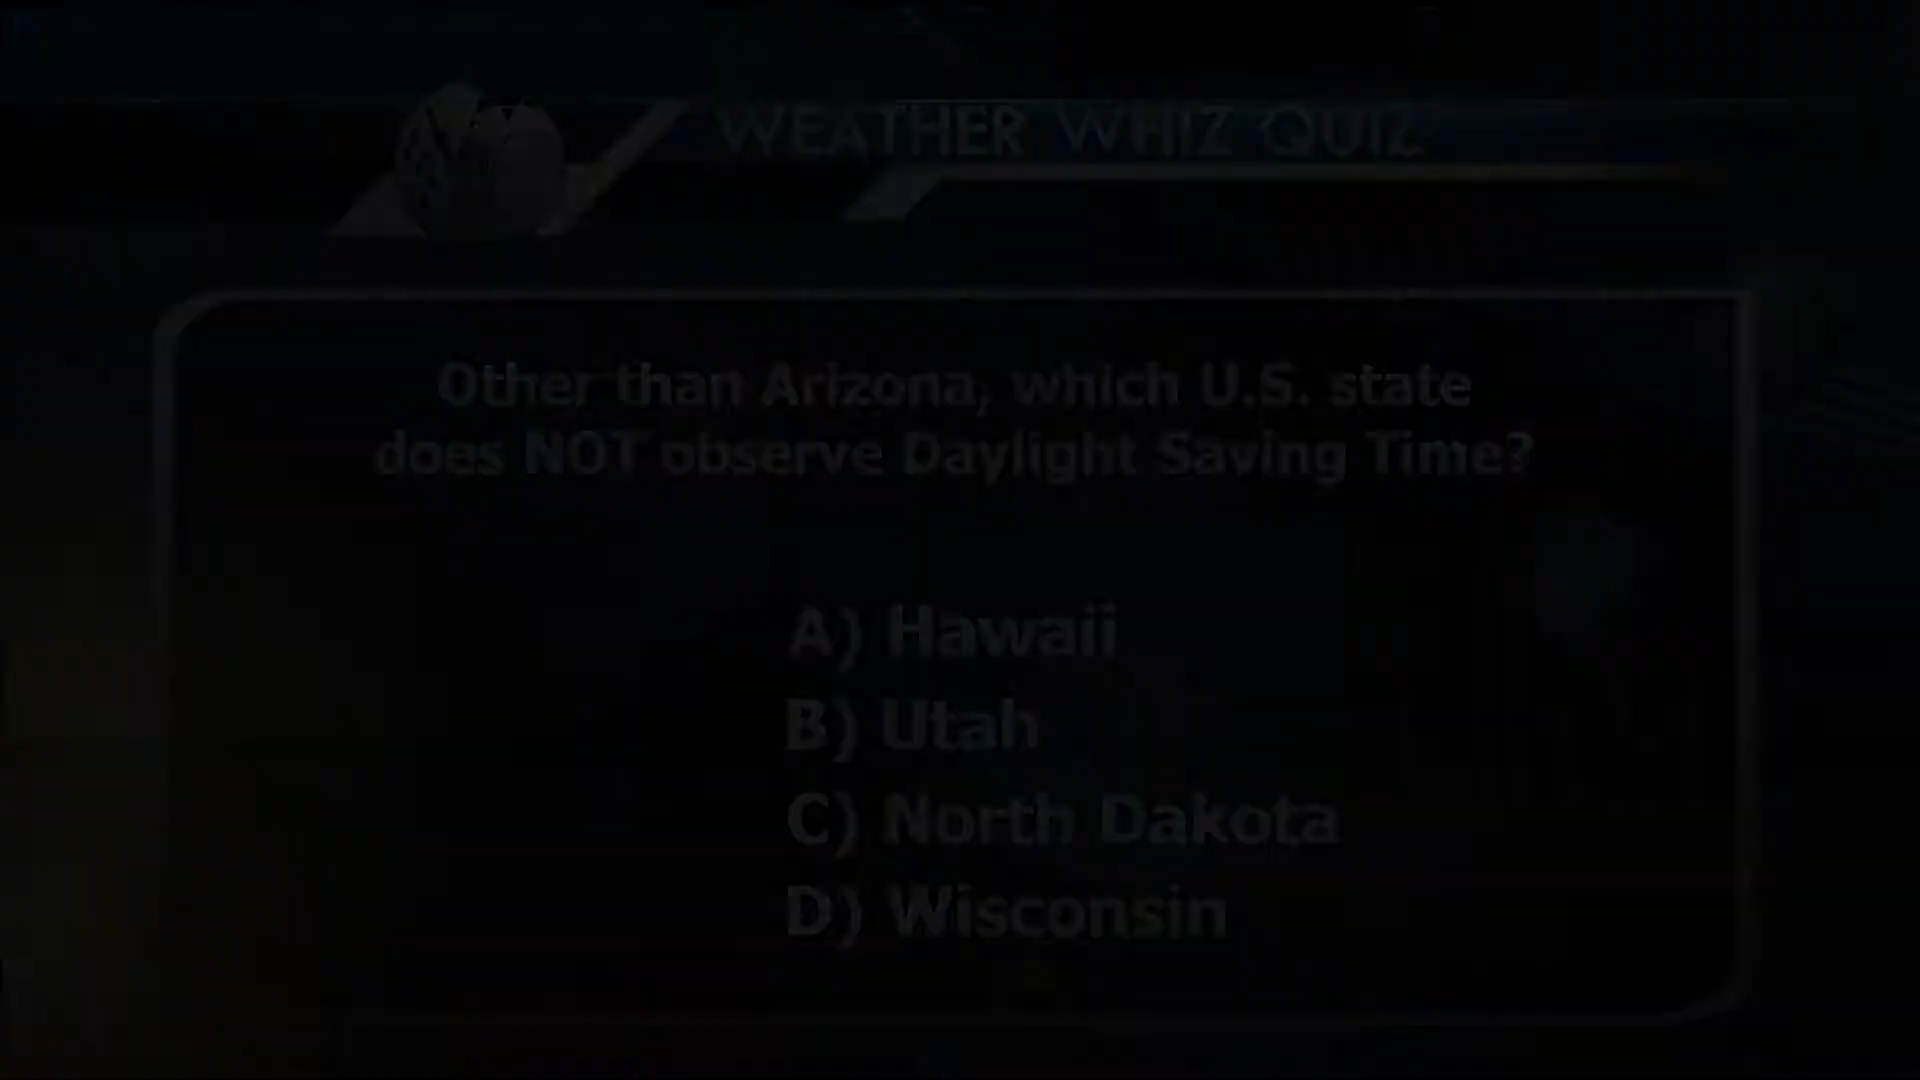 WEATHER WHIZ QUIZ
Other than Arizona, which U.S. state
does NOT observe Daylight Saving Time?
A) Hawaii
B) Utah
C) North Dakota
D) Wisconsin